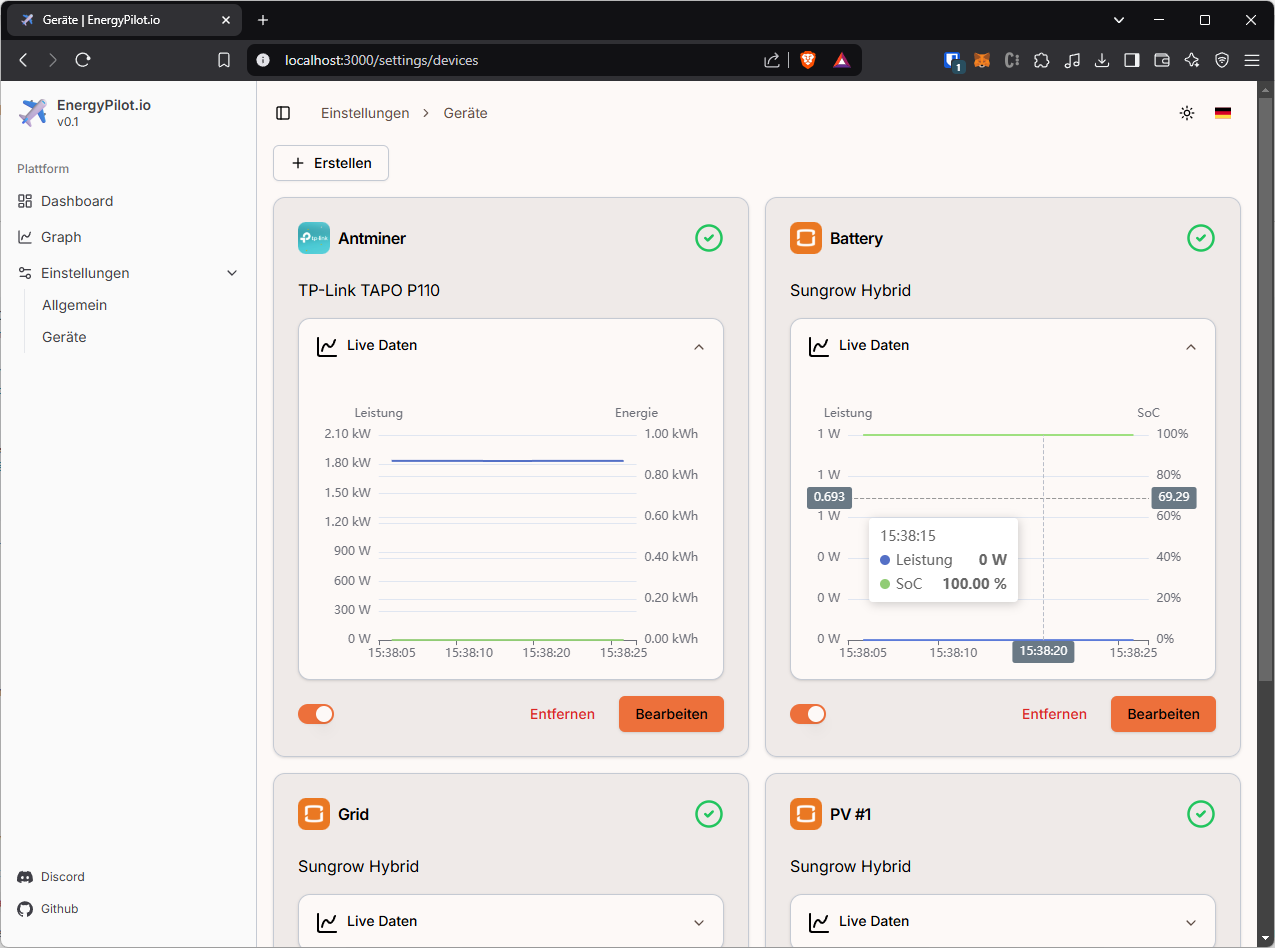 Geräte | EnergyPilot.io
localhost:3000/settings/devices
1
EnergyPilot.io
v0.1
Plattform
Dashboard
Graph
Einstellungen
Allgemein
Geräte
Discord
Github
Einstellungen > Geräte
+ Erstellen
tp-link
Antminer
TP-Link TAPO P110
Live Daten
Leistung Energie
2.10 kW 1.00 kWh
1.80 kW 0.80 kWh
1.50 kW 0.60 kWh
1.20 kW 0.40 kWh
900 W 0.20 kWh
600 W 0.00 kWh
300 W
0 W
15:38:05 15:38:10 15:38:20 15:38:25
Entfernen Bearbeiten
Battery
Sungrow Hybrid
Live Daten
Leistung SoC
1 W 100%
1 W 80%
0.693 69.29
1 W 60%
0 W 40%
0 W 20%
0 W 0%
15:38:15
Leistung 0 W
SoC 100.00 %
15:38:05 15:38:10 15:38:20 15:38:25
Entfernen Bearbeiten
Grid
Sungrow Hybrid
Live Daten
PV #1
Sungrow Hybrid
Live Daten